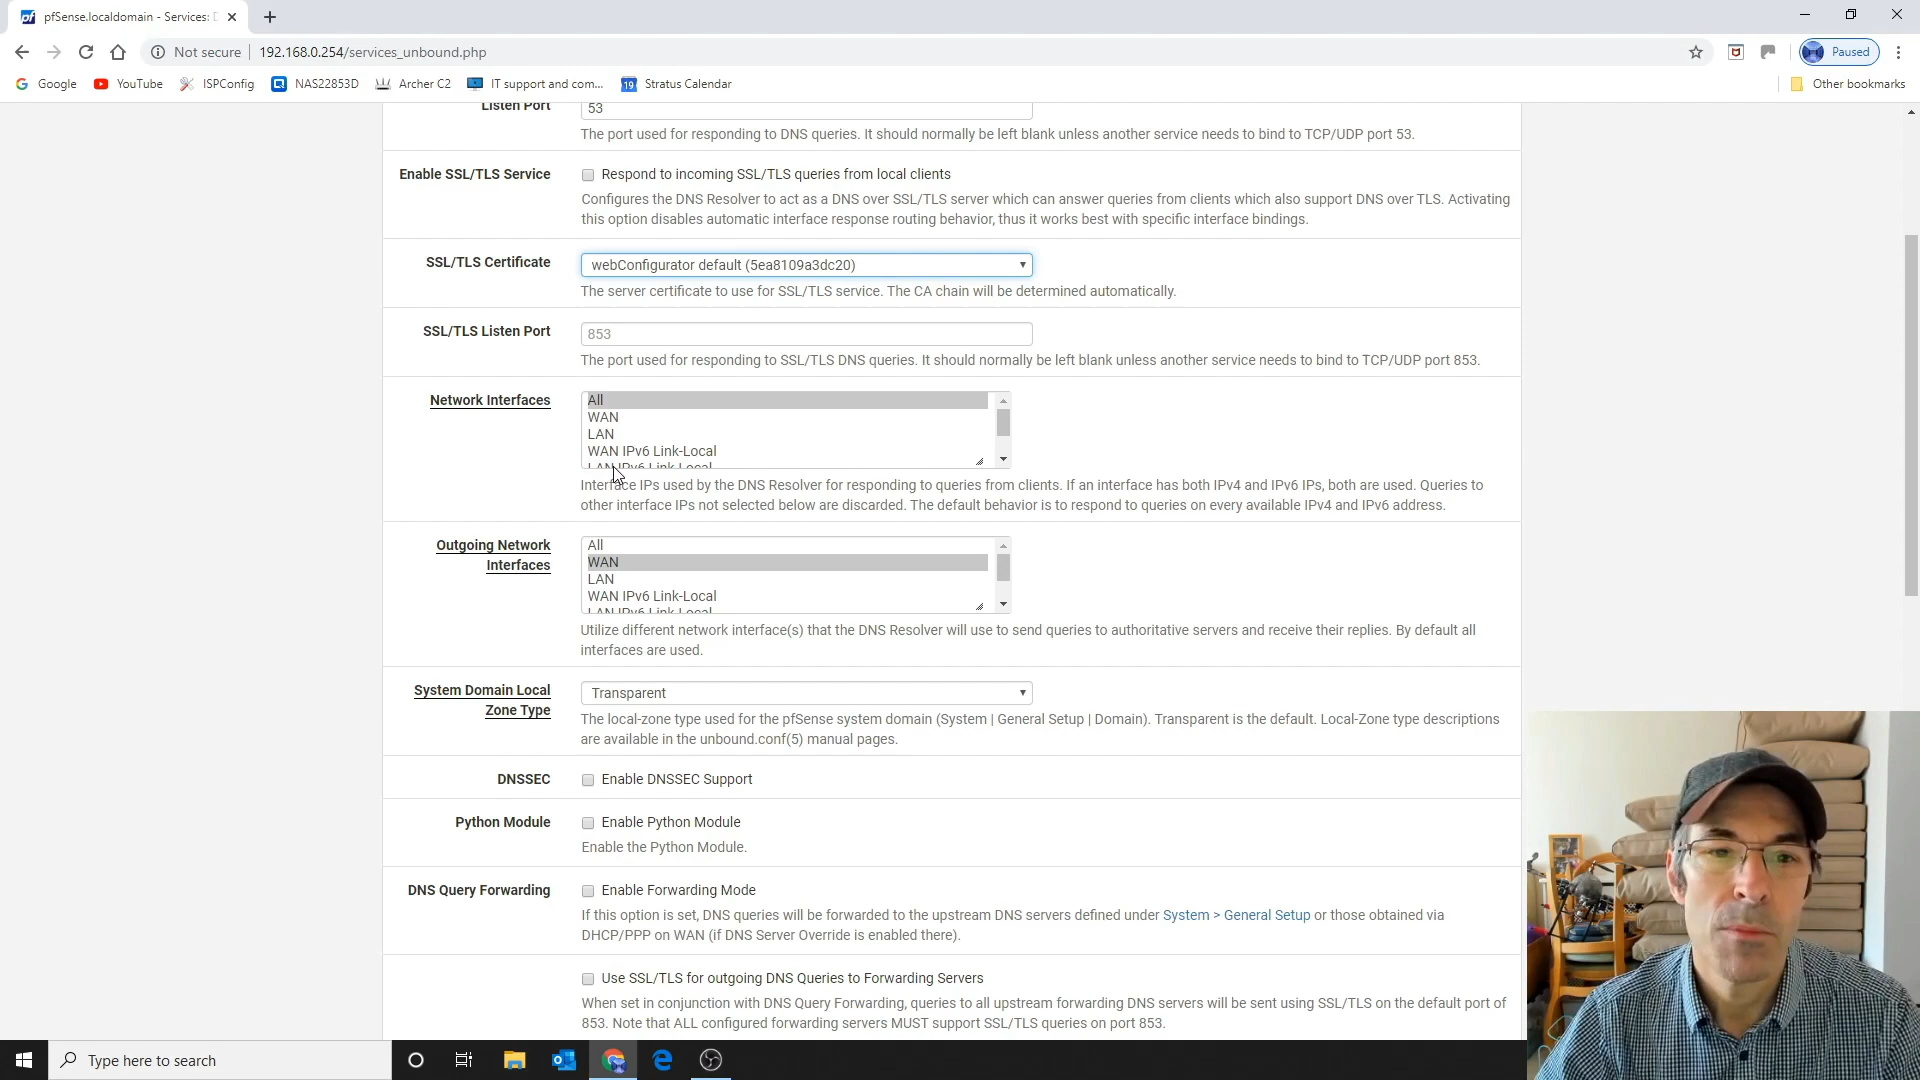 pfSense.localdomain - Services: D
Not secure
192.168.0.254/services_unbound.php
Paused
Google
YouTube
ISPConfig
NAS22853D
Archer C2
IT support and com...
19
Stratus Calendar
Other bookmarks
Listen Port
53
The port used for responding to DNS queries. It should normally be left blank unless another service needs to bind to TCP/UDP port 53.
Enable SSL/TLS Service
Respond to incoming SSL/TLS queries from local clients
Configures the DNS Resolver to act as a DNS over SSL/TLS server which can answer queries from clients which also support DNS over TLS. Activating
this option disables automatic interface response routing behavior, thus it works best with specific interface bindings.
SSL/TLS Certificate
webConfigurator default (5ea8109a3dc20)
The server certificate to use for SSL/TLS service. The CA chain will be determined automatically.
SSL/TLS Listen Port
853
The port used for responding to SSL/TLS DNS queries. It should normally be left blank unless another service needs to bind to TCP/UDP port 853.
Network Interfaces
All
WAN
LAN
WAN IPv6 Link-Local
LAN IPv6 Link-Local
Interface IPs used by the DNS Resolver for responding to queries from clients. If an interface has both IPv4 and IPv6 IPs, both are used. Queries to
other interface IPs not selected below are discarded. The default behavior is to respond to queries on every available IPv4 and IPv6 address.
Outgoing Network
Interfaces
All
WAN
LAN
WAN IPv6 Link-Local
LAN IPv6 Link-Local
Utilize different network interface(s) that the DNS Resolver will use to send queries to authoritative servers and receive their replies. By default all
interfaces are used.
System Domain Local
Zone Type
Transparent
The local-zone type used for the pfSense system domain (System | General Setup | Domain). Transparent is the default. Local-Zone type descriptions
are available in the unbound.conf(5) manual pages.
DNSSEC
Enable DNSSEC Support
Python Module
Enable Python Module
Enable the Python Module.
DNS Query Forwarding
Enable Forwarding Mode
If this option is set, DNS queries will be forwarded to the upstream DNS servers defined under System > General Setup or those obtained via
DHCP/PPP on WAN (if DNS Server Override is enabled there).
Use SSL/TLS for outgoing DNS Queries to Forwarding Servers
When set in conjunction with DNS Query Forwarding, queries to all upstream forwarding DNS servers will be sent using SSL/TLS on the default port of
853. Note that ALL configured forwarding servers MUST support SSL/TLS queries on port 853.
Type here to search